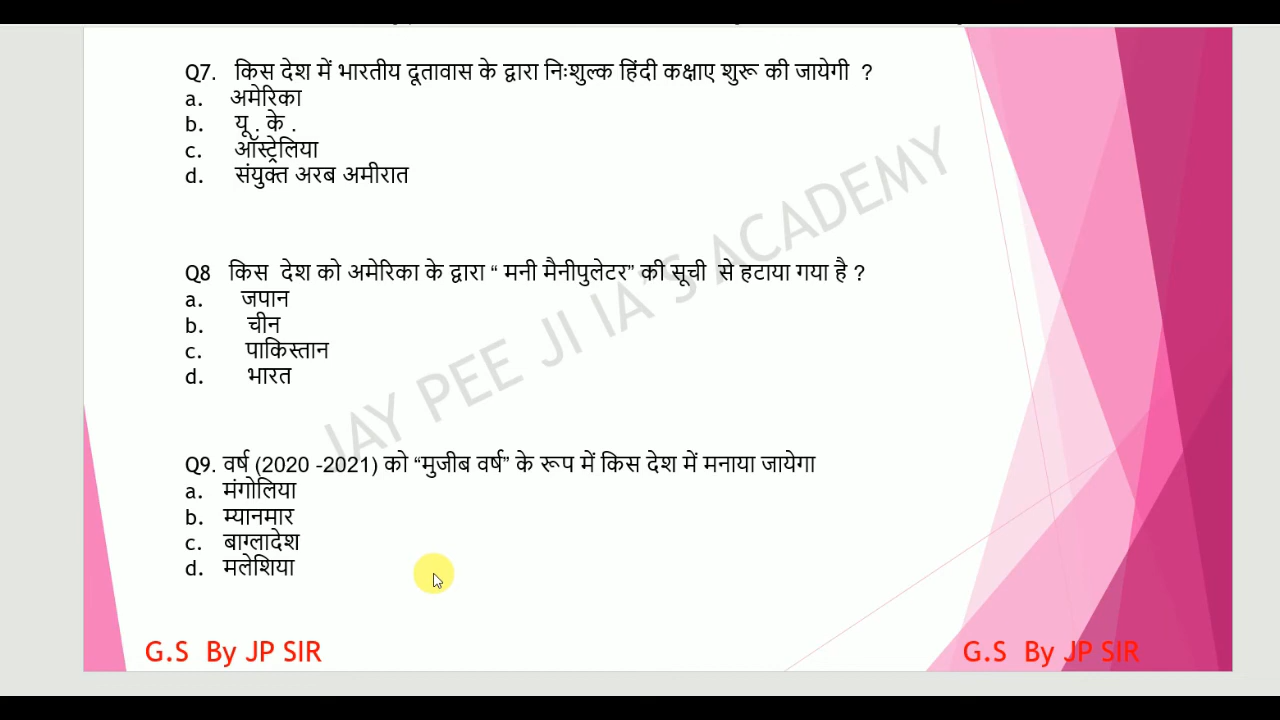 Q7. किस देश में भारतीय दूतावास के द्वारा निःशुल्क हिंदी कक्षाए शुरू की जायेगी ?
a. अमेरिका
b. यू . के .
c. ऑस्ट्रेलिया
d. संयुक्त अरब अमीरात
Q8 किस देश को अमेरिका के द्वारा “ मनी मैनीपुलेटर” की सूची से हटाया गया है ?
a. जपान
b. चीन
c. पाकिस्तान
d. भारत
JAY PEE JI IA'S ACADEMY
Q9. वर्ष (2020 -2021) को “मुजीब वर्ष” के रूप में किस देश में मनाया जायेगा
a. मंगोलिया
b. म्यानमार
c. बाग्लादेश
d. मलेशिया
G.S By JP SIR
G.S By JP SIR